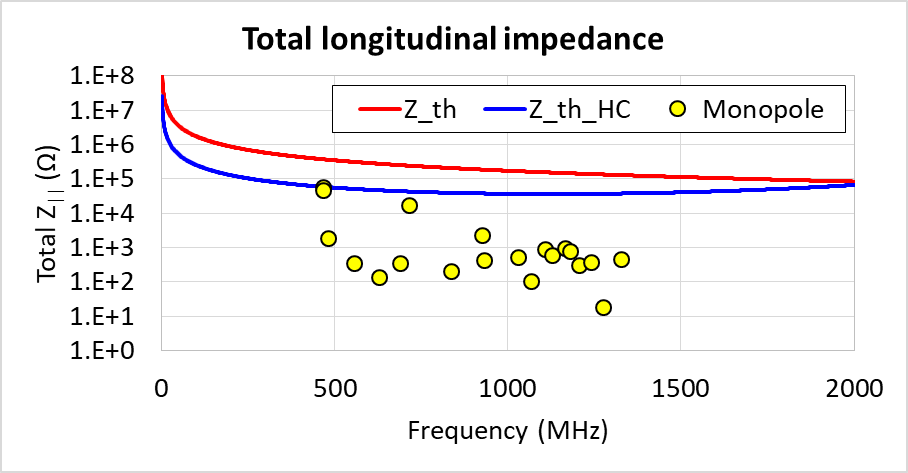 Total longitudinal impedance
Z_th Z_th_HC Monopole
Total Z|| (Ω)
1.E+8
1.E+7
1.E+6
1.E+5
1.E+4
1.E+3
1.E+2
1.E+1
1.E+0
0 500 1000 1500 2000
Frequency (MHz)